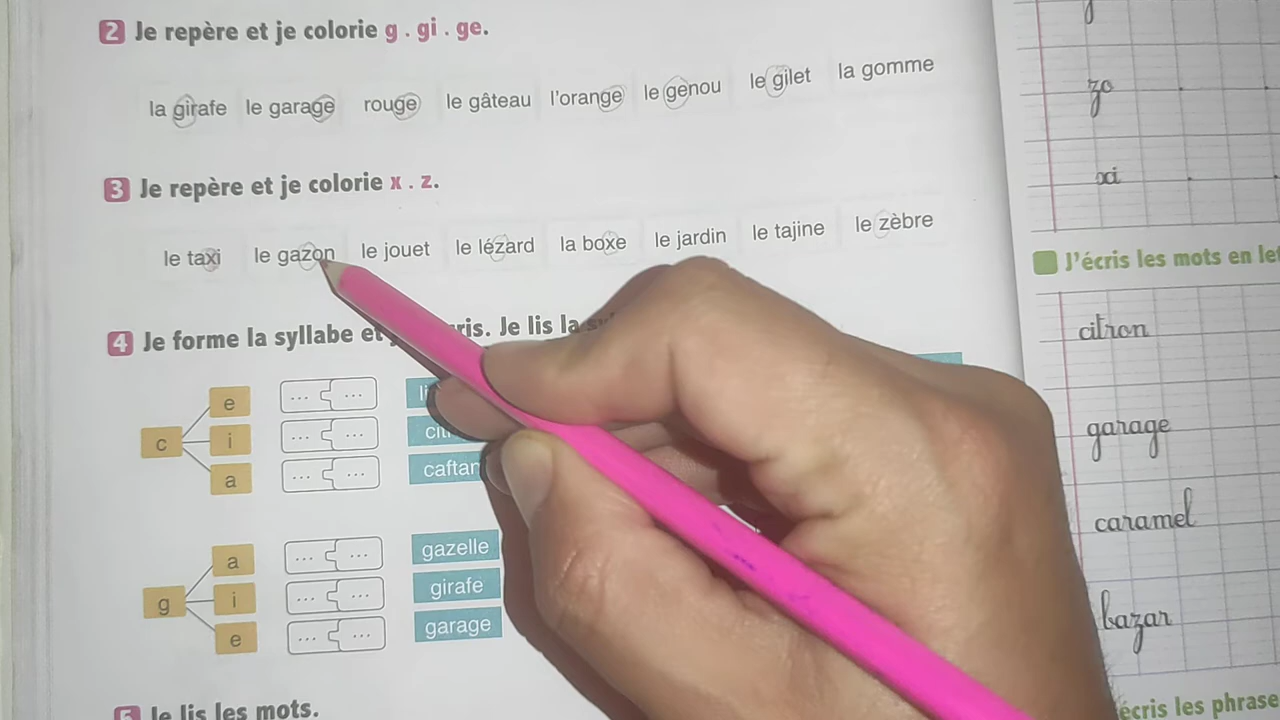 2 Je repère et je colorie g . gi . ge.
la girafe le garage rouge le gâteau l'orange le genou le gilet la gomme
3 Je repère et je colorie x . z.
le taxi le gazon le jouet le lézard la boxe le jardin le tajine le zèbre
4 Je forme la syllabe et Je lis la
c
e ... ...
i ... ...
a ... ... caftan
g
a ... ... gazelle
i ... ... girafe
e ... ... garage
5 Je lis les mots.
zo
xi
J'écris les mots en
citron
garage
caramel
bazar
écris les phrase